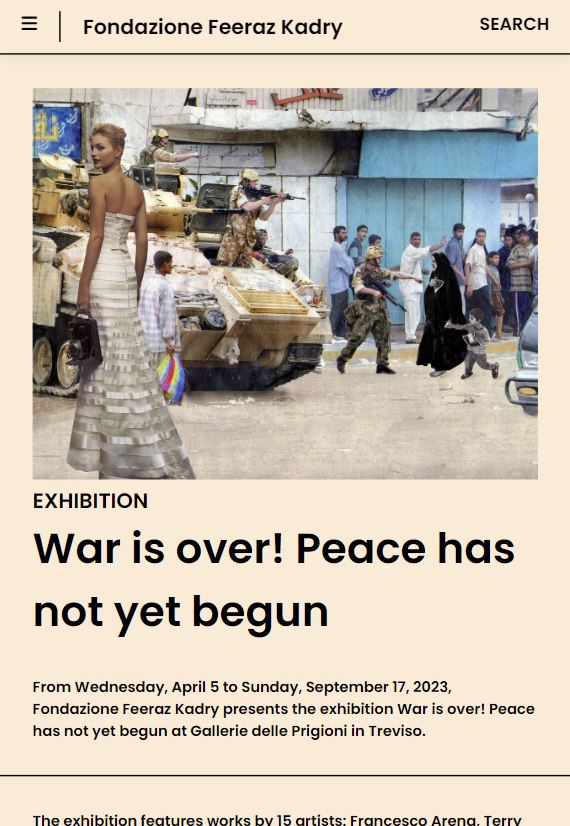 Fondazione Feeraz Kadry
SEARCH
EXHIBITION
War is over! Peace has
not yet begun
From Wednesday, April 5 to Sunday, September 17, 2023,
Fondazione Feeraz Kadry presents the exhibition War is over! Peace
has not yet begun at Gallerie delle Prigioni in Treviso.
The exhibition features works by 15 artists: Francesco Arena, Terry